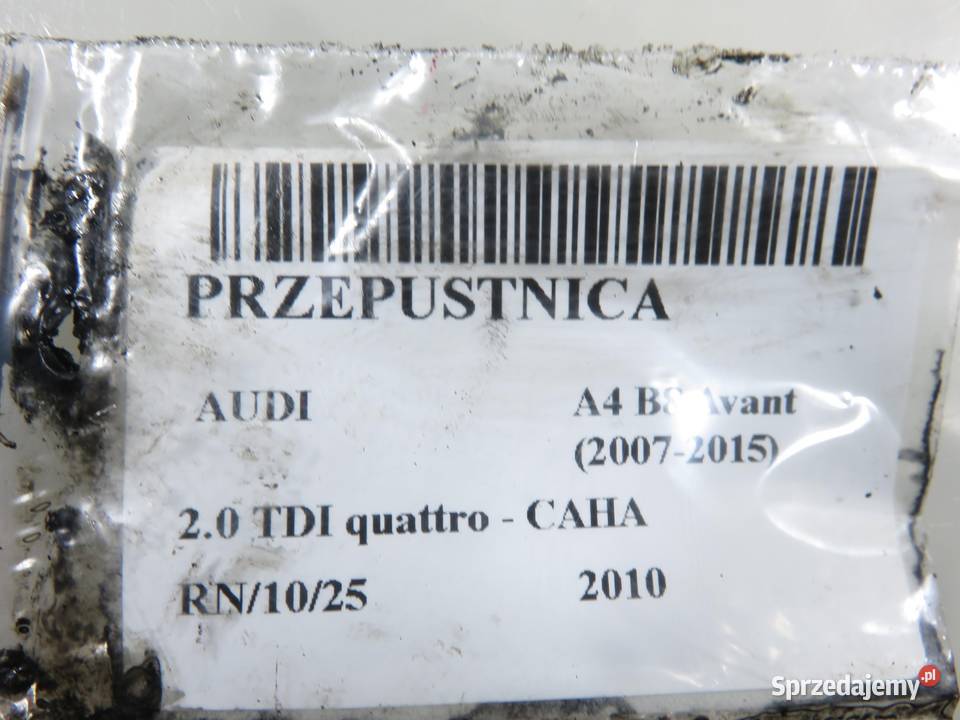 PRZEPUSTNICA
AUDI A4 B8 Avant
(2007-2015)
2.0 TDI quattro - CAHA
RN/10/25 2010
Sprzedajemy.pl